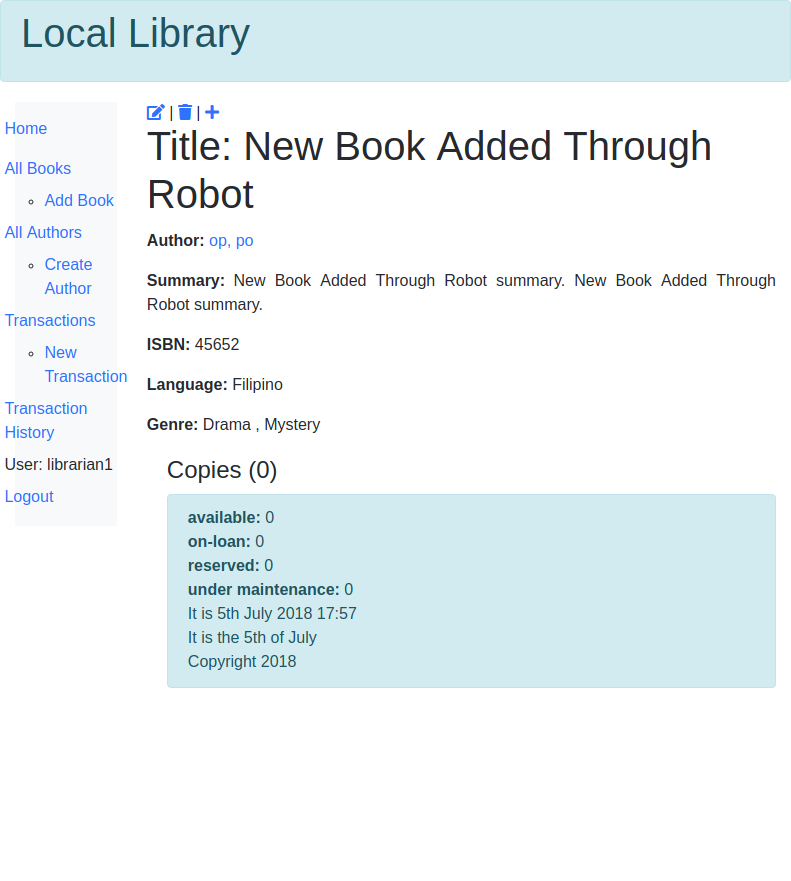 Local Library
Home
All Books
Add Book
All Authors
Create
Author
Transactions
New
Transaction
Transaction
History
User: librarian1
Logout
| |
Title: New Book Added Through
Robot
Author: op, po
Summary: New Book Added Through Robot summary. New Book Added Through
Robot summary.
ISBN: 45652
Language: Filipino
Genre: Drama , Mystery
Copies (0)
available: 0
on-loan: 0
reserved: 0
under maintenance: 0
It is 5th July 2018 17:57
It is the 5th of July
Copyright 2018